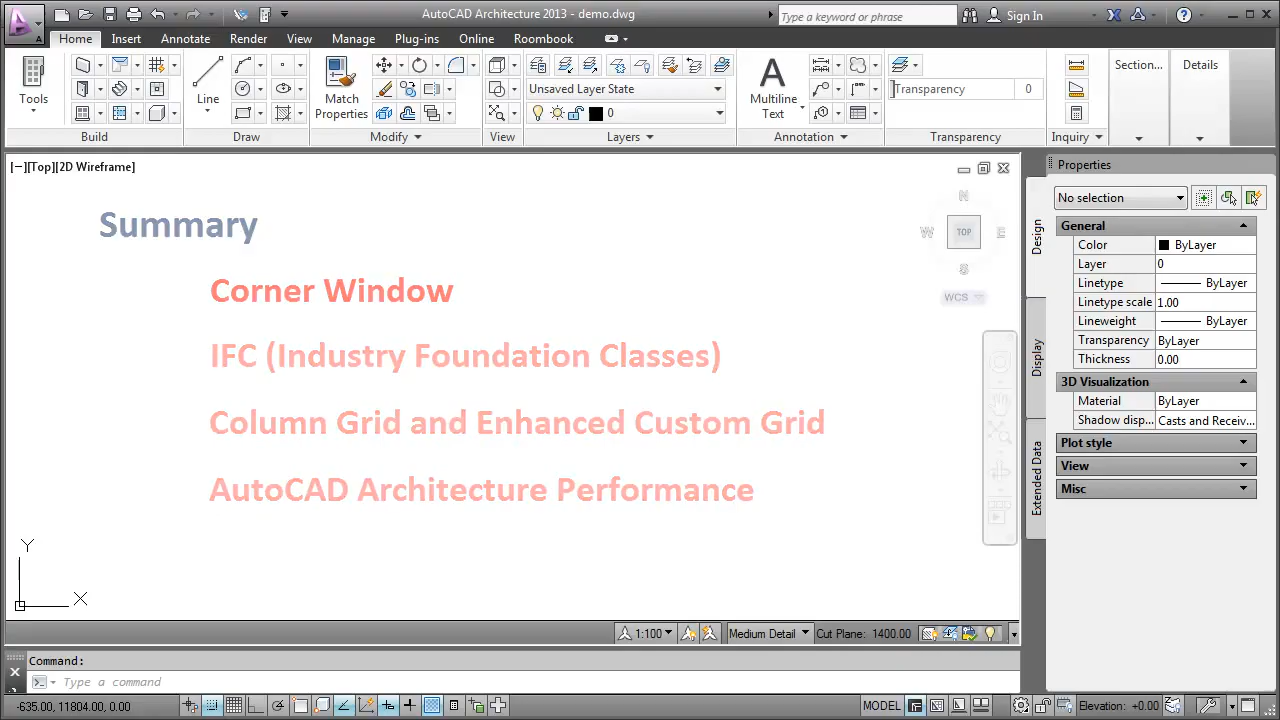 AutoCAD Architecture 2013 - demo.dwg
Type a keyword or phrase
Sign In
Home Insert Annotate Render View Manage Plug-ins Online Roombook
Tools
Line
Match
Properties
Unsaved Layer State
0
Multiline
Text
Transparency 0
Section...
Details
Build Draw Modify View Layers Annotation Transparency Inquiry
[−][Top][2D Wireframe]
Summary
Corner Window
IFC (Industry Foundation Classes)
Column Grid and Enhanced Custom Grid
AutoCAD Architecture Performance
N
W TOP E
S
WCS
Y
X
Properties
No selection
Design
Display
Extended Data
General
Color ByLayer
Layer 0
Linetype ByLayer
Linetype scale 1.00
Lineweight ByLayer
Transparency ByLayer
Thickness 0.00
3D Visualization
Material ByLayer
Shadow disp... Casts and Receiv...
Plot style
View
Misc
1:100 Medium Detail Cut Plane: 1400.00
Command:
Type a command
-635.00, 11804.00, 0.00
MODEL
Elevation: +0.00